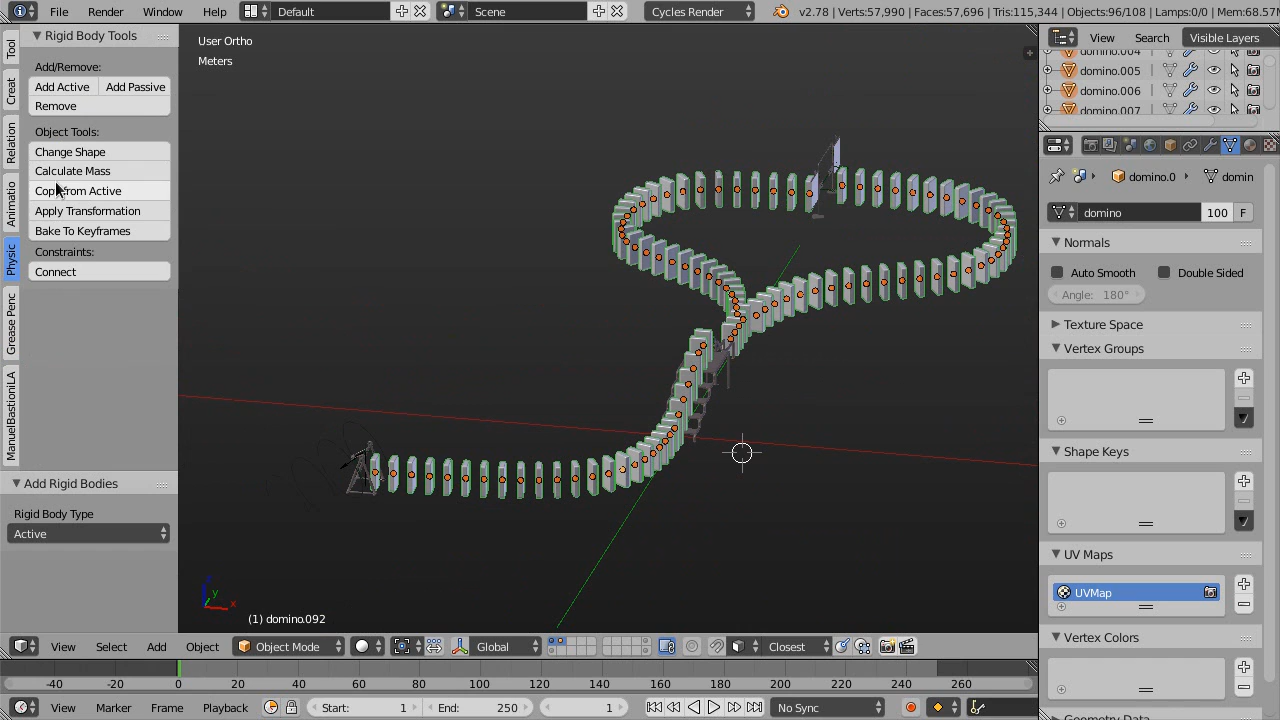 File Render Window Help Default Scene Cycles Render v2.78 | Verts:57,990 | Faces:57,696 | Tris:115,344 | Objects:96/108 | Lamps:0/0 | Mem:68.57
Rigid Body Tools
Add/Remove:
Add Active Add Passive
Remove
Object Tools:
Change Shape
Calculate Mass
Copy from Active
Apply Transformation
Bake To Keyframes
Constraints:
Connect
Tool
Creat
Relation
Animatio
Physic
Grease Penc
ManuelBastioniLA
Add Rigid Bodies
Rigid Body Type
Active
User Ortho
Meters
(1) domino.092
View Select Add Object Object Mode Global Closest
-40 -20 0 20 40 60 80 100 120 140 160 180 200 220 240 260
View Marker Frame Playback Start: 1 End: 250 1 No Sync
View Search Visible Layers
domino.004
domino.005
domino.006
domino.007
domino.0 domin
domino 100 F
Normals
Auto Smooth Double Sided
Angle: 180°
Texture Space
Vertex Groups
Shape Keys
UV Maps
UVMap
Vertex Colors
Geometry Data